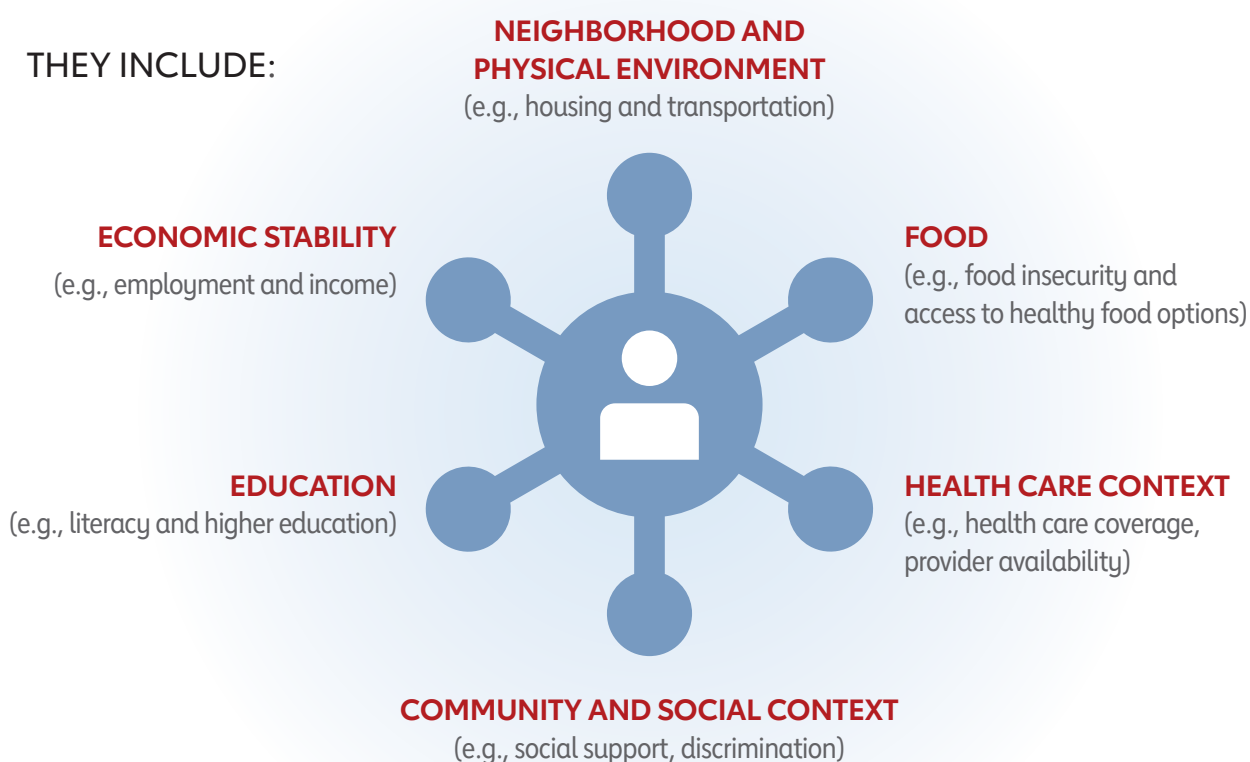 THEY INCLUDE:
NEIGHBORHOOD AND
PHYSICAL ENVIRONMENT
(e.g., housing and transportation)
ECONOMIC STABILITY
(e.g., employment and income)
FOOD
(e.g., food insecurity and
access to healthy food options)
EDUCATION
(e.g., literacy and higher education)
HEALTH CARE CONTEXT
(e.g., health care coverage,
provider availability)
COMMUNITY AND SOCIAL CONTEXT
(e.g., social support, discrimination)